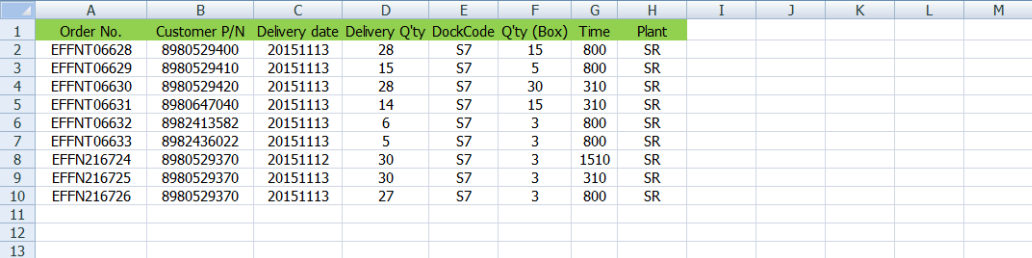 A B C D E F G H I J K L M
1 Order No. Customer P/N Delivery date Delivery Q'ty DockCode Q'ty (Box) Time Plant
2 EFFNT06628 8980529400 20151113 28 S7 15 800 SR
3 EFFNT06629 8980529410 20151113 15 S7 5 800 SR
4 EFFNT06630 8980529420 20151113 28 S7 30 310 SR
5 EFFNT06631 8980647040 20151113 14 S7 15 310 SR
6 EFFNT06632 8982413582 20151113 6 S7 3 800 SR
7 EFFNT06633 8982436022 20151113 5 S7 3 800 SR
8 EFFN216724 8980529370 20151112 30 S7 3 1510 SR
9 EFFN216725 8980529370 20151113 30 S7 3 310 SR
10 EFFN216726 8980529370 20151113 27 S7 3 800 SR
11
12
13